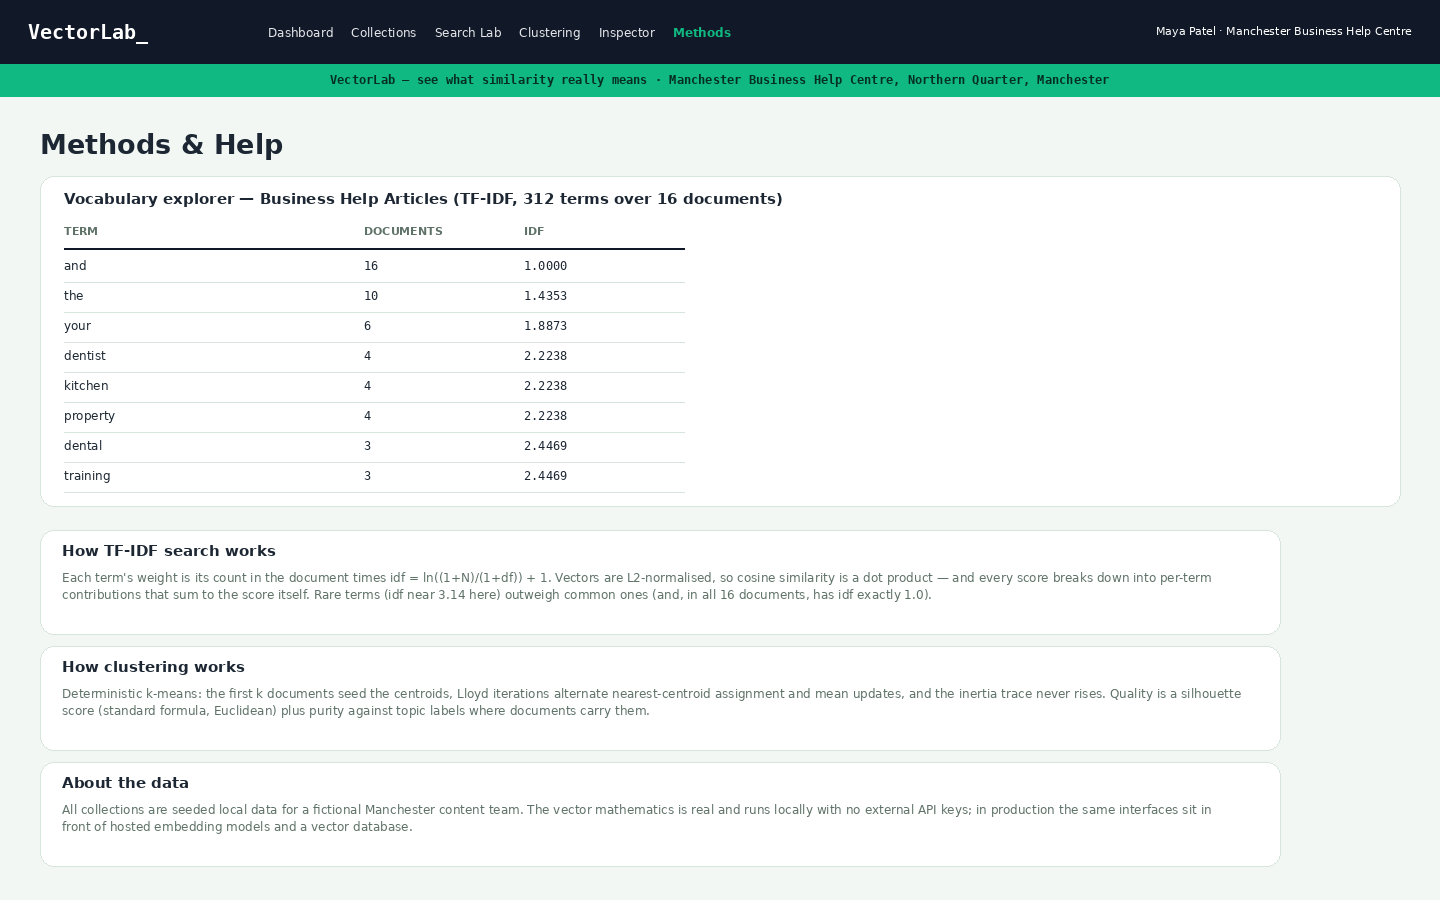 VectorLab_
Dashboard Collections Search Lab Clustering Inspector Methods
Maya Patel · Manchester Business Help Centre
VectorLab — see what similarity really means · Manchester Business Help Centre, Northern Quarter, Manchester
Methods & Help
Vocabulary explorer — Business Help Articles (TF-IDF, 312 terms over 16 documents)
TERM DOCUMENTS IDF
and 16 1.0000
the 10 1.4353
your 6 1.8873
dentist 4 2.2238
kitchen 4 2.2238
property 4 2.2238
dental 3 2.4469
training 3 2.4469
How TF-IDF search works
Each term's weight is its count in the document times idf = ln((1+N)/(1+df)) + 1. Vectors are L2-normalised, so cosine similarity is a dot product — and every score breaks down into per-term
contributions that sum to the score itself. Rare terms (idf near 3.14 here) outweigh common ones (and, in all 16 documents, has idf exactly 1.0).
How clustering works
Deterministic k-means: the first k documents seed the centroids, Lloyd iterations alternate nearest-centroid assignment and mean updates, and the inertia trace never rises. Quality is a silhouette
score (standard formula, Euclidean) plus purity against topic labels where documents carry them.
About the data
All collections are seeded local data for a fictional Manchester content team. The vector mathematics is real and runs locally with no external API keys; in production the same interfaces sit in
front of hosted embedding models and a vector database.